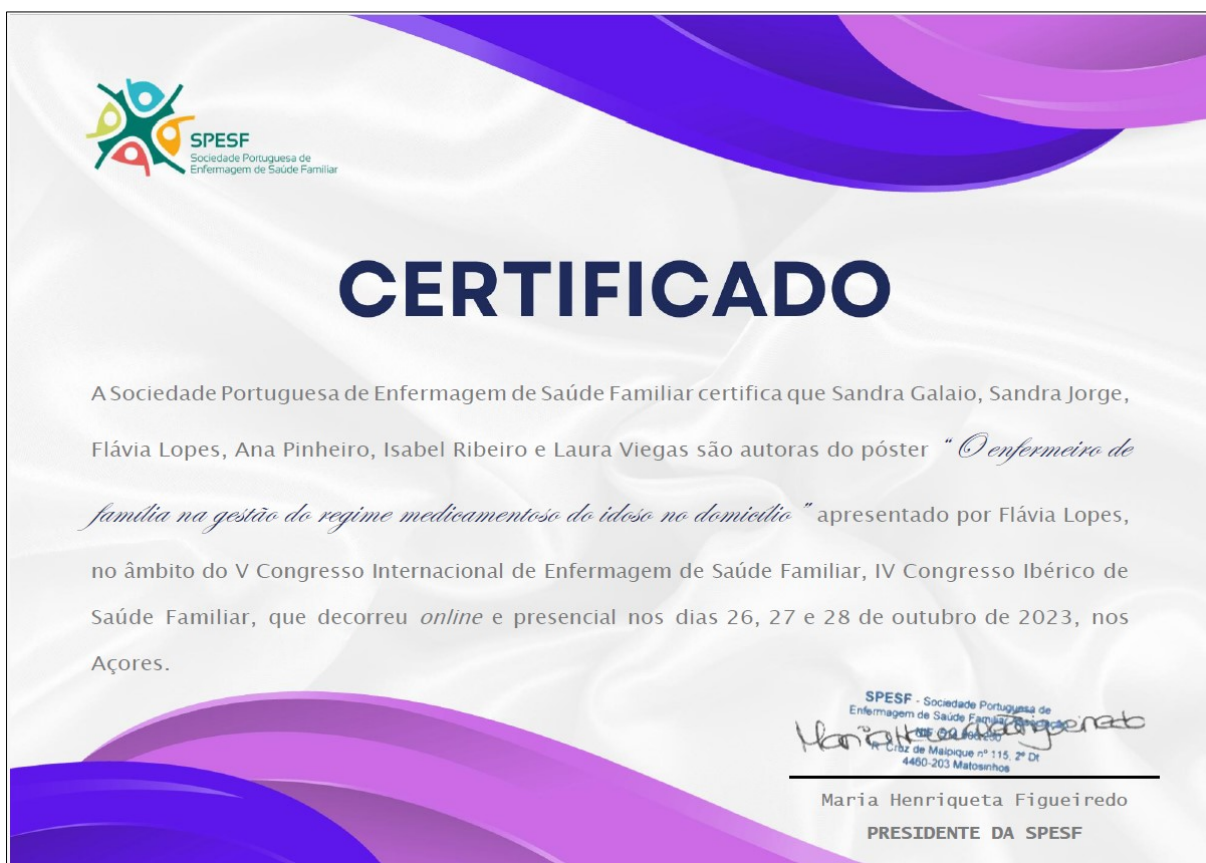 SPESF
Sociedade Portuguesa de
Enfermagem de Saúde Familiar
CERTIFICADO
A Sociedade Portuguesa de Enfermagem de Saúde Familiar certifica que Sandra Galaio, Sandra Jorge,
Flávia Lopes, Ana Pinheiro, Isabel Ribeiro e Laura Viegas são autoras do póster “O enfermeiro de
família na gestão do regime medicamentoso do idoso no domicílio” apresentado por Flávia Lopes,
no âmbito do V Congresso Internacional de Enfermagem de Saúde Familiar, IV Congresso Ibérico de
Saúde Familiar, que decorreu online e presencial nos dias 26, 27 e 28 de outubro de 2023, nos
Açores.
SPESF - Sociedade Portuguesa de
Enfermagem de Saúde Familiar
R. Cruz de Malpique nº 115, 2º Dt
4460-203 Matosinhos
Maria Henriqueta Figueiredo
PRESIDENTE DA SPESF